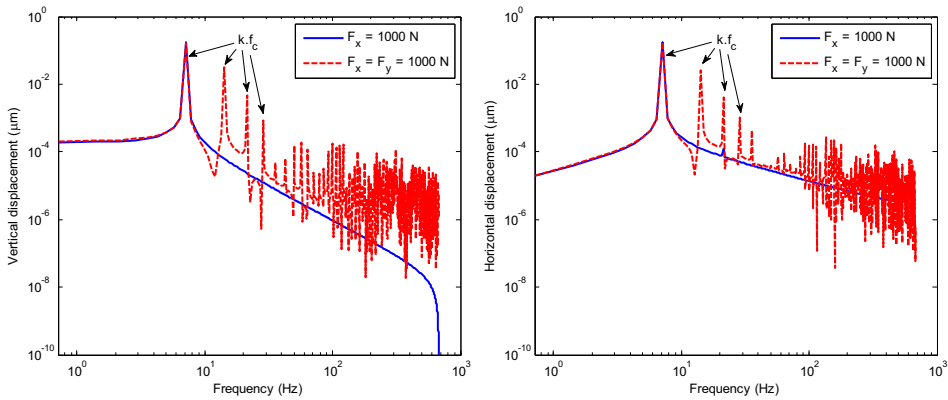 10^0
10^-2
10^-4
10^-6
10^-8
10^-10
Vertical displacement (μm)
10^0
10^1
10^2
10^3
Frequency (Hz)
k.f_c
F_x = 1000 N
F_x = F_y = 1000 N
10^0
10^-2
10^-4
10^-6
10^-8
10^-10
Horizontal displacement (μm)
10^0
10^1
10^2
10^3
Frequency (Hz)
k.f_c
F_x = 1000 N
F_x = F_y = 1000 N